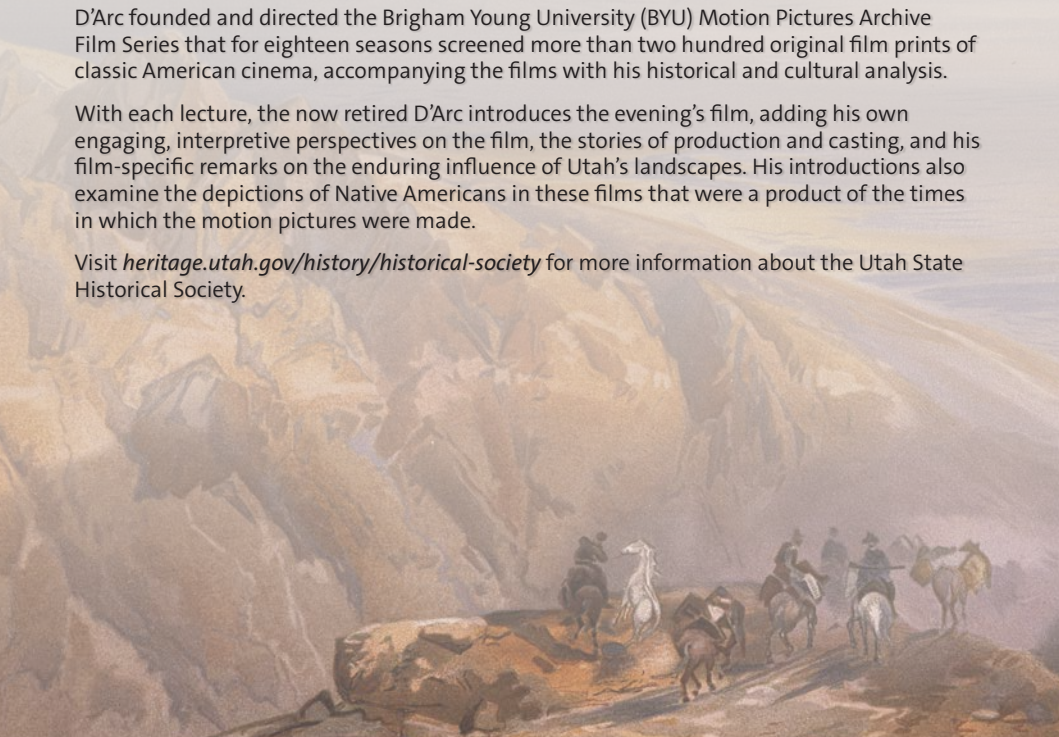 D’Arc founded and directed the Brigham Young University (BYU) Motion Pictures Archive
Film Series that for eighteen seasons screened more than two hundred original film prints of
classic American cinema, accompanying the films with his historical and cultural analysis.
With each lecture, the now retired D’Arc introduces the evening’s film, adding his own
engaging, interpretive perspectives on the film, the stories of production and casting, and his
film-specific remarks on the enduring influence of Utah’s landscapes. His introductions also
examine the depictions of Native Americans in these films that were a product of the times
in which the motion pictures were made.
Visit heritage.utah.gov/history/historical-society for more information about the Utah State
Historical Society.